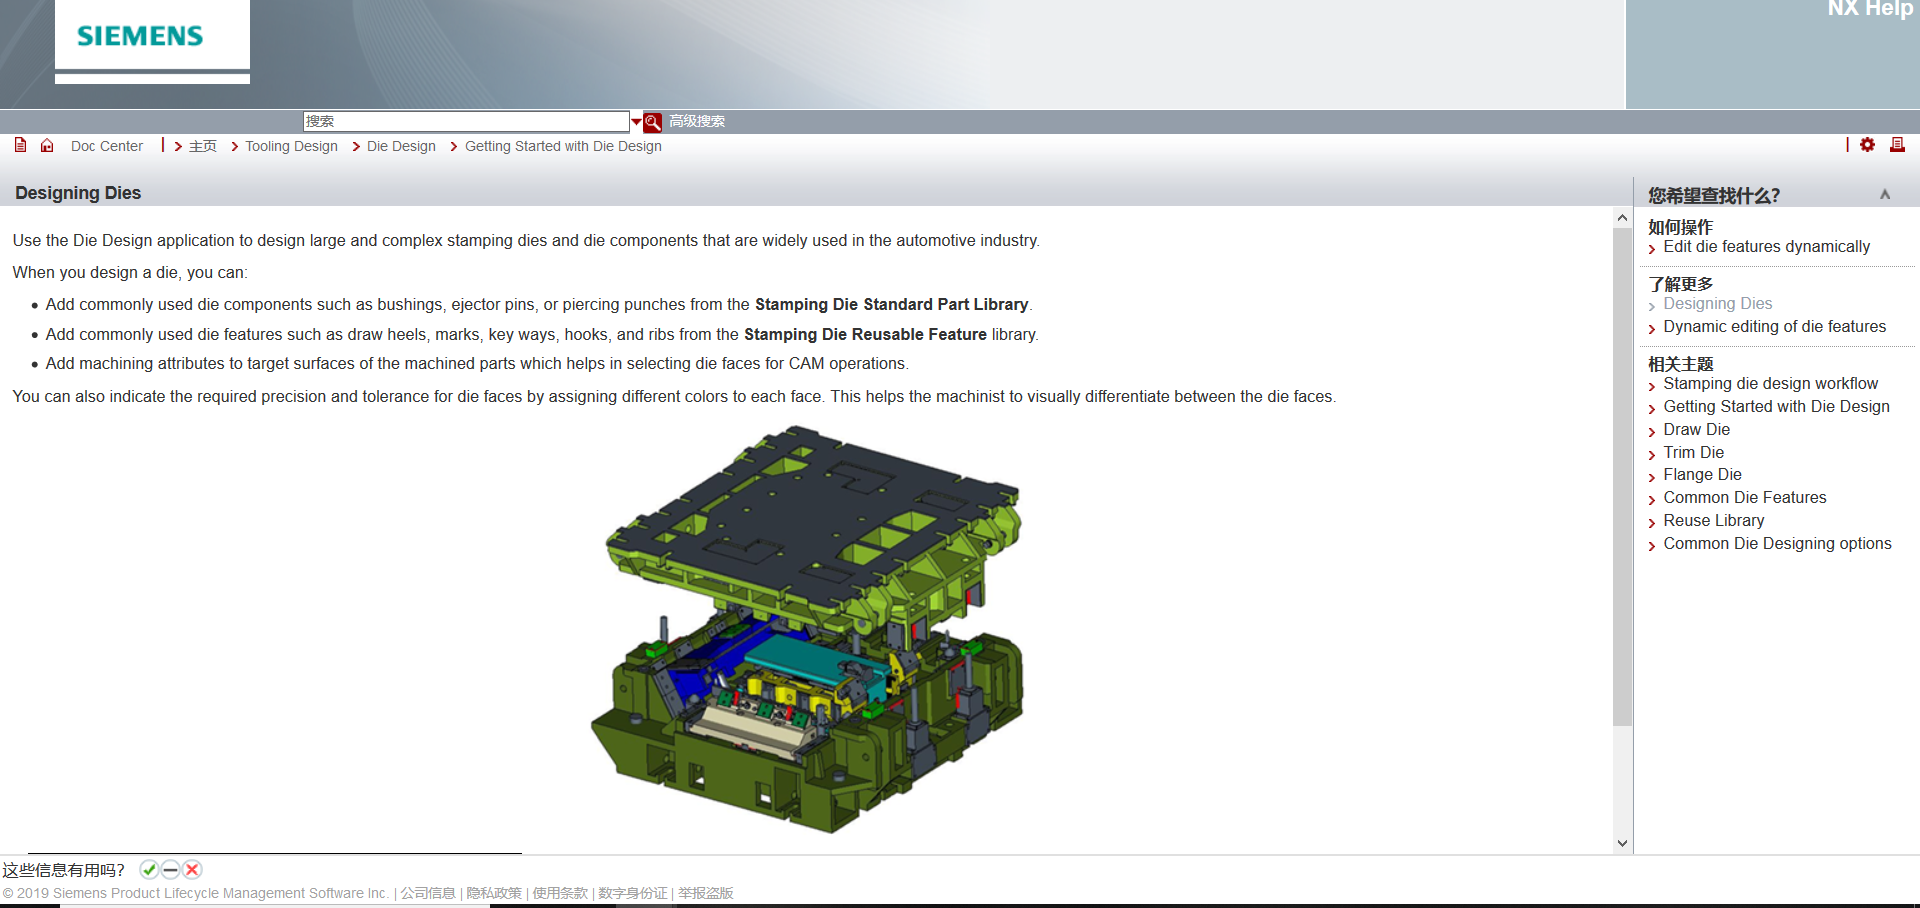 SIEMENS
NX Help
搜索
高级搜索
Doc Center | 主页 Tooling Design Die Design Getting Started with Die Design
Designing Dies
Use the Die Design application to design large and complex stamping dies and die components that are widely used in the automotive industry.
When you design a die, you can:
• Add commonly used die components such as bushings, ejector pins, or piercing punches from the Stamping Die Standard Part Library.
• Add commonly used die features such as draw heels, marks, key ways, hooks, and ribs from the Stamping Die Reusable Feature library.
• Add machining attributes to target surfaces of the machined parts which helps in selecting die faces for CAM operations.
You can also indicate the required precision and tolerance for die faces by assigning different colors to each face. This helps the machinist to visually differentiate between the die faces.
您希望查找什么?
如何操作
Edit die features dynamically
了解更多
Designing Dies
Dynamic editing of die features
相关主题
Stamping die design workflow
Getting Started with Die Design
Draw Die
Trim Die
Flange Die
Common Die Features
Reuse Library
Common Die Designing options
这些信息有用吗?
© 2019 Siemens Product Lifecycle Management Software Inc. | 公司信息 | 隐私政策 | 使用条款 | 数字身份证 | 举报盗版